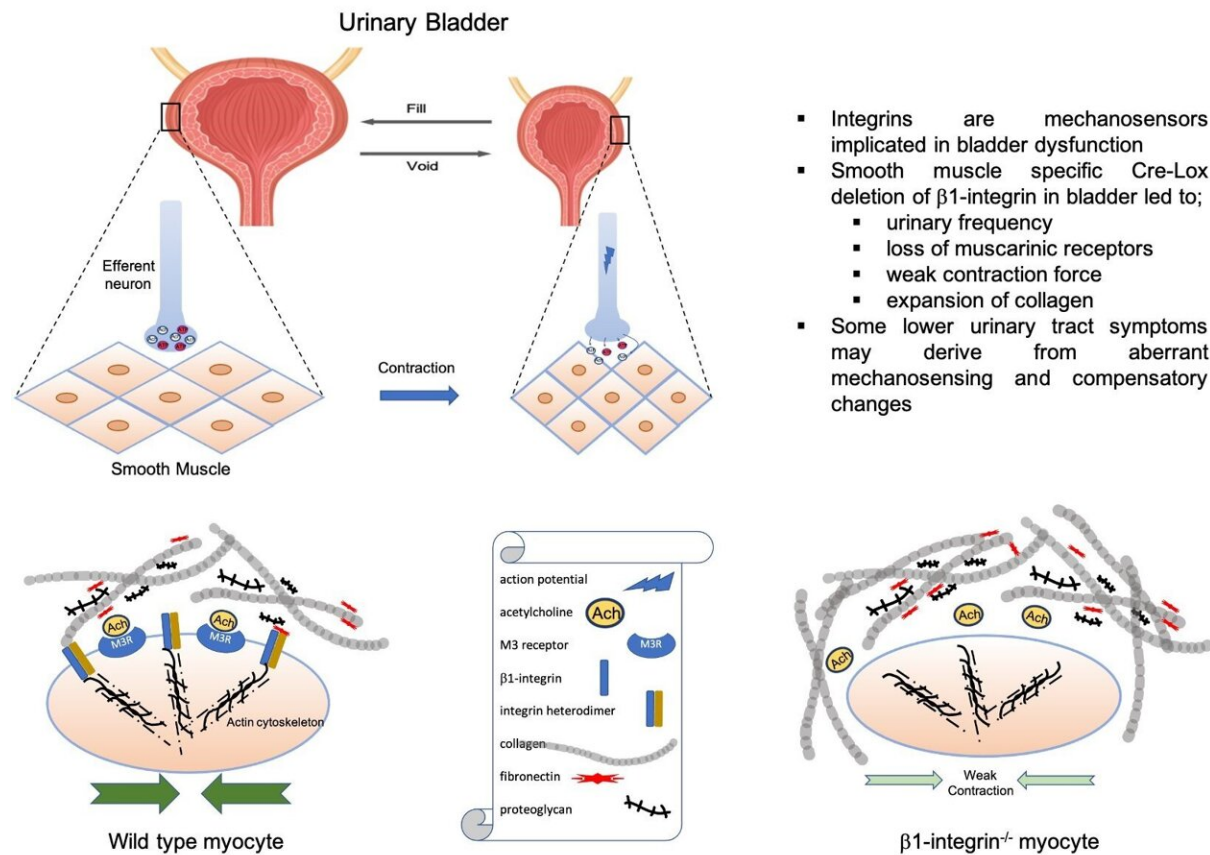 Urinary Bladder
Fill
Void
Efferent
neuron
Contraction
Smooth Muscle
▪ Integrins are mechanosensors
implicated in bladder dysfunction
▪ Smooth muscle specific Cre-Lox
deletion of β1-integrin in bladder led to;
▪ urinary frequency
▪ loss of muscarinic receptors
▪ weak contraction force
▪ expansion of collagen
▪ Some lower urinary tract symptoms
may derive from aberrant
mechanosensing and compensatory
changes
Ach
M3R
Ach
M3R
Actin cytoskeleton
Wild type myocyte
action potential
acetylcholine Ach
M3 receptor M3R
β1-integrin
integrin heterodimer
collagen
fibronectin
proteoglycan
Ach
Ach
Ach
Weak
Contraction
β1-integrin-/- myocyte